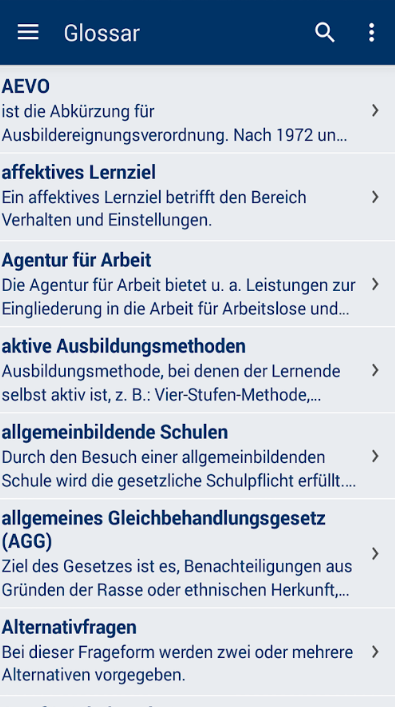 Glossar
AEVO
ist die Abkürzung für
Ausbildereignungsverordnung. Nach 1972 un...
affektives Lernziel
Ein affektives Lernziel betrifft den Bereich
Verhalten und Einstellungen.
Agentur für Arbeit
Die Agentur für Arbeit bietet u. a. Leistungen zur
Eingliederung in die Arbeit für Arbeitslose und...
aktive Ausbildungsmethoden
Ausbildungsmethode, bei denen der Lernende
selbst aktiv ist, z. B.: Vier-Stufen-Methode,...
allgemeinbildende Schulen
Durch den Besuch einer allgemeinbildenden
Schule wird die gesetzliche Schulpflicht erfüllt....
allgemeines Gleichbehandlungsgesetz
(AGG)
Ziel des Gesetzes ist es, Benachteiligungen aus
Gründen der Rasse oder ethnischen Herkunft,...
Alternativfragen
Bei dieser Frageform werden zwei oder mehrere
Alternativen vorgegeben.